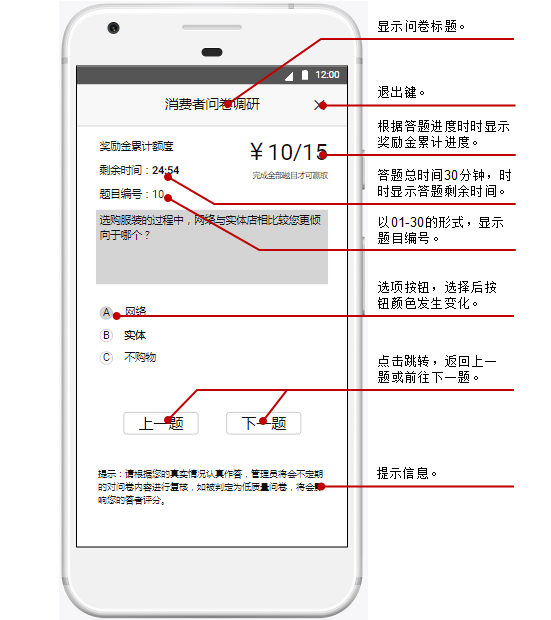 显示问卷标题。
12:00
消费者问卷调研
退出键。
奖励金累计额度
￥10/15
根据答题进度时时显示
奖励金累计进度。
剩余时间：24:54
完成全部题目才可赢取
答题总时间30分钟，时
时显示答题剩余时间。
题目编号：10
以01-30的形式，显示
题目编号。
选购服装的过程中，网络与实体店相比较您更倾
向于哪个？
A 网络
选项按钮，选择后按
钮颜色发生变化。
B 实体
C 不购物
点击跳转，返回上一
题或前往下一题。
上一题
下一题
提示：请根据您的真实情况认真作答，管理员将会不定期
的对问卷内容进行复核，如被判定为低质量问卷，将会影
响您的答者评分。
提示信息。